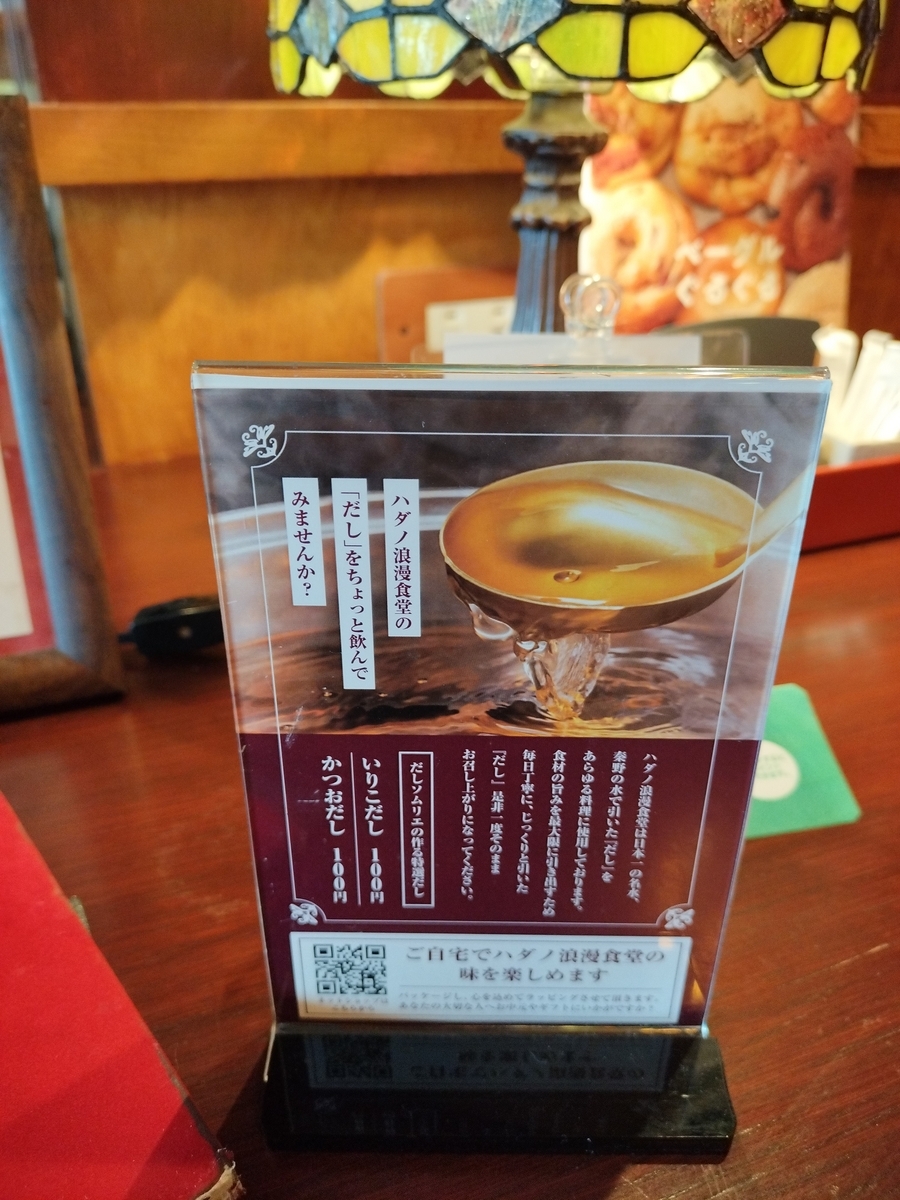 ベーグル
ぐるぐる
ハダノ浪漫食堂の
「だし」をちょっと飲んで
みませんか?
ハダノ浪漫食堂は日本一の名水、
秦野の水で引いた「だし」を
あらゆる料理に使用しております。
食材の旨みを最大限に引き出すため
毎日丁寧に、じっくりと引いた
「だし」是非一度そのまま
お召し上がりになってください。
だしソムリエの作る特選だし
いりこだし 100円
かつおだし 100円
ご自宅でハダノ浪漫食堂の
味を楽しめます